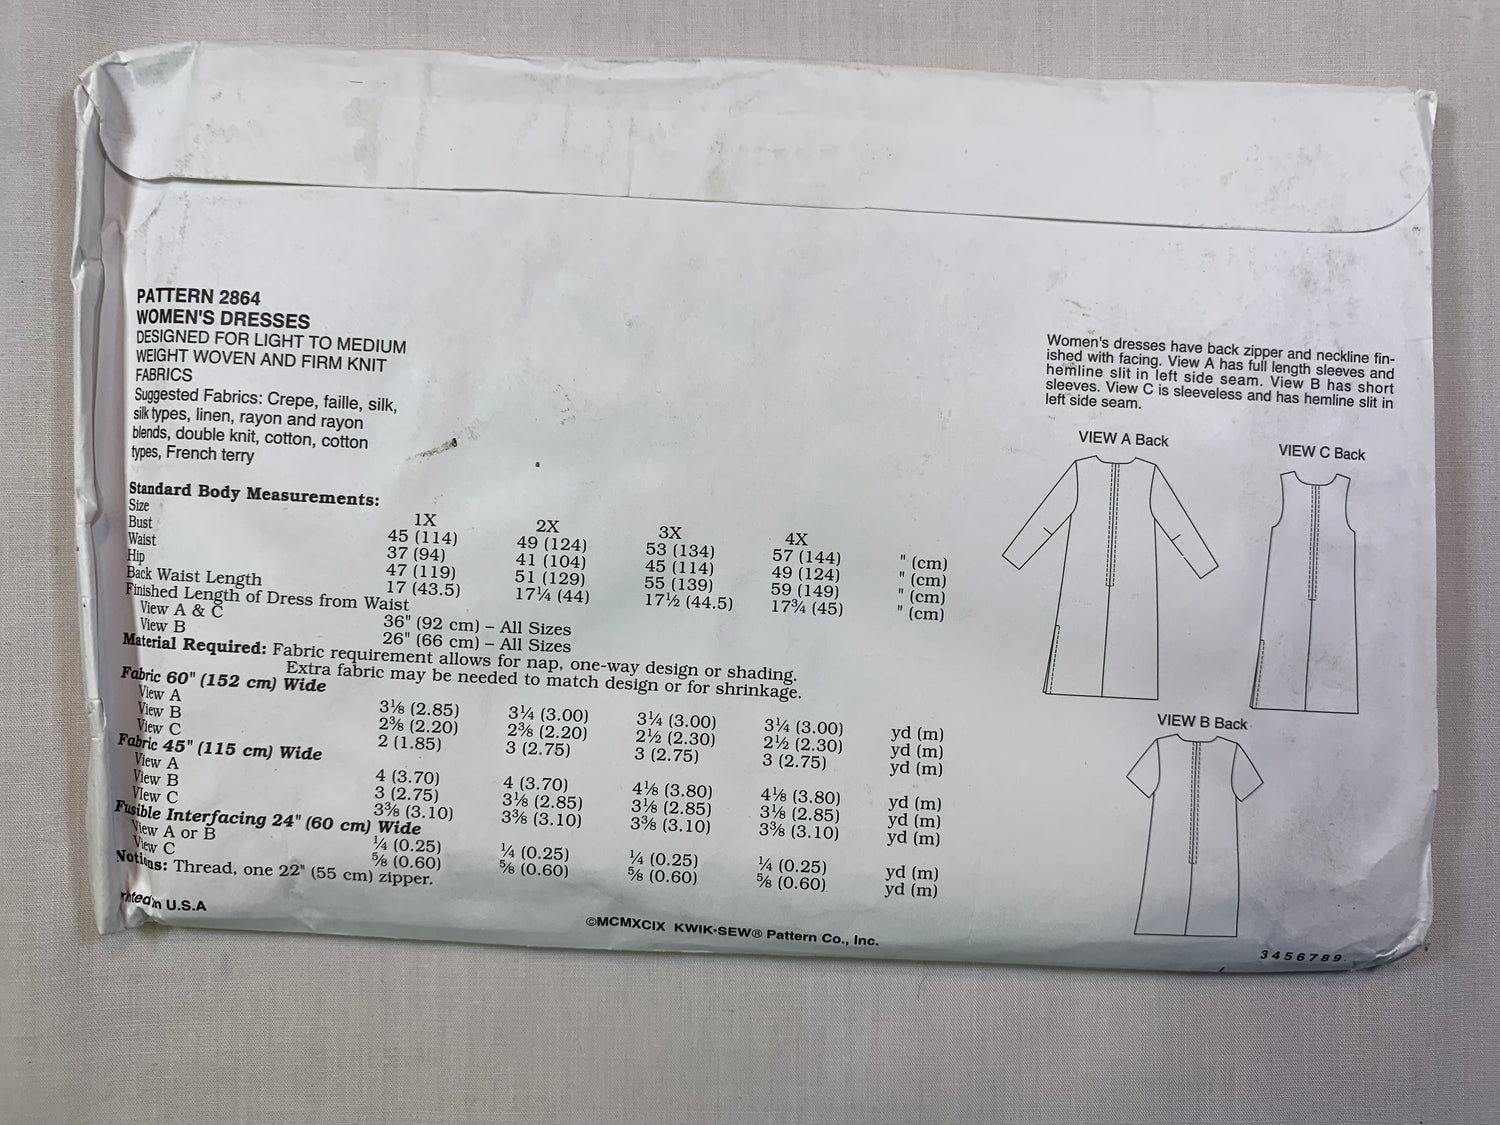 PATTERN 2864
WOMEN'S DRESSES
DESIGNED FOR LIGHT TO MEDIUM
WEIGHT WOVEN AND FIRM KNIT
FABRICS
Suggested Fabrics: Crepe, faille, silk,
silk types, linen, rayon and rayon
blends, double knit, cotton, cotton
types, French terry
Standard Body Measurements:
Size 1X 2X 3X 4X
Bust 45 (114) 49 (124) 53 (134) 57 (144) " (cm)
Waist 37 (94) 41 (104) 45 (114) 49 (124) " (cm)
Hip 47 (119) 51 (129) 55 (139) 59 (149) " (cm)
Back Waist Length 17 (43.5) 17¼ (44) 17½ (44.5) 17¾ (45) " (cm)
Finished Length of Dress from Waist
View A & C 36" (92 cm) – All Sizes
View B 26" (66 cm) – All Sizes
Material Required: Fabric requirement allows for nap, one-way design or shading.
Extra fabric may be needed to match design or for shrinkage.
Fabric 60" (152 cm) Wide
View A 3⅛ (2.85) 3¼ (3.00) 3¼ (3.00) 3¼ (3.00) yd (m)
View B 2⅜ (2.20) 2⅜ (2.20) 2½ (2.30) 2½ (2.30) yd (m)
View C 2 (1.85) 3 (2.75) 3 (2.75) 3 (2.75) yd (m)
Fabric 45" (115 cm) Wide
View A 4 (3.70) 4 (3.70) 4⅛ (3.80) 4⅛ (3.80) yd (m)
View B 3 (2.75) 3⅛ (2.85) 3⅛ (2.85) 3⅛ (2.85) yd (m)
View C 3⅜ (3.10) 3⅜ (3.10) 3⅜ (3.10) 3⅜ (3.10) yd (m)
Fusible Interfacing 24" (60 cm) Wide
View A or B ¼ (0.25) ¼ (0.25) ¼ (0.25) ¼ (0.25) yd (m)
View C ⅝ (0.60) ⅝ (0.60) ⅝ (0.60) ⅝ (0.60) yd (m)
Notions: Thread, one 22" (55 cm) zipper.
Printed in U.S.A
©MCMXCIX KWIK•SEW® Pattern Co., Inc.
Women's dresses have back zipper and neckline fin-
ished with facing. View A has full length sleeves and
hemline slit in left side seam. View B has short
sleeves. View C is sleeveless and has hemline slit in
left side seam.
VIEW A Back
VIEW C Back
VIEW B Back
3 4 5 6 7 8 9